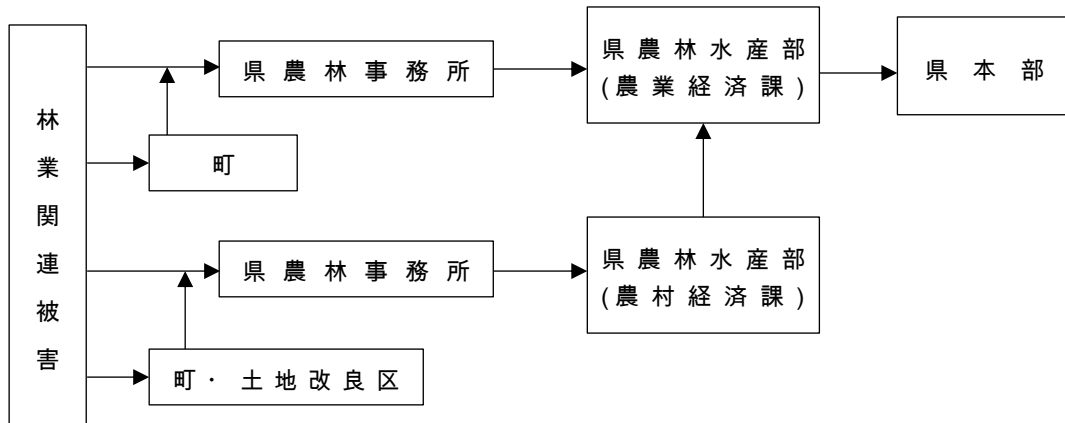 林業関連被害
県農林事務所
県農林水産部
(農業経済課)
県本部
町
県農林事務所
県農林水産部
(農村経済課)
町・土地改良区